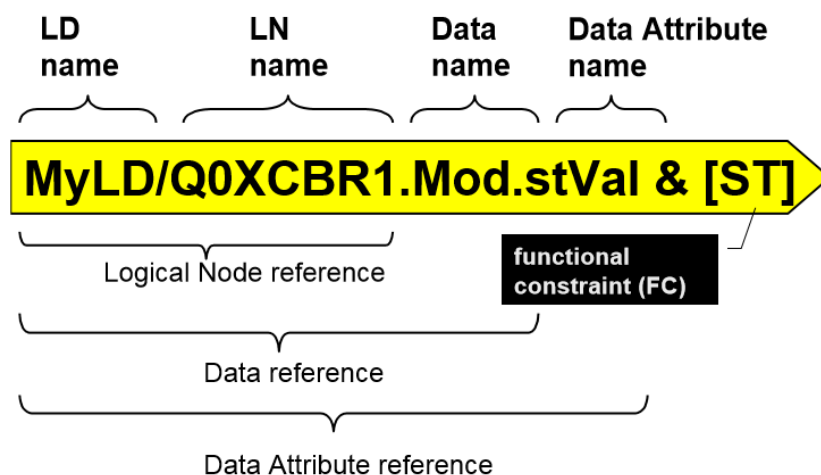 LD name
LN name
Data name
Data Attribute name
MyLD/Q0XCBR1.Mod.stVal & [ST]
functional
constraint (FC)
Logical Node reference
Data reference
Data Attribute reference